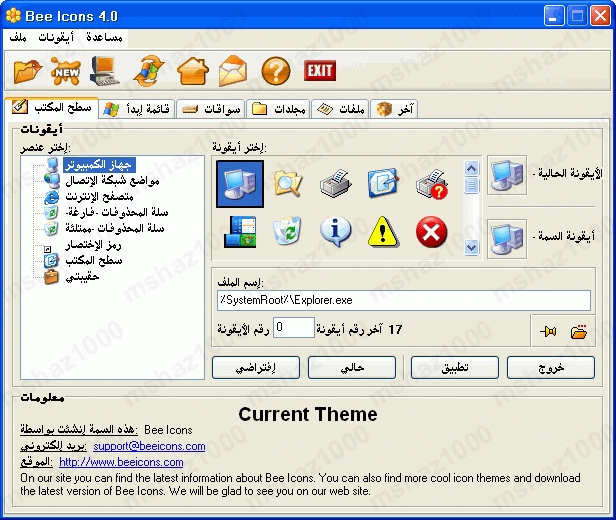 Bee Icons 4.0
ملف أيقونات مساعدة
NEW EXIT
سطح المكتب قائمة إبدأ سواقات مجلدات ملفات آخر
أيقونات
إختر عنصر:
جهاز الكمبيوتر
مواضع شبكة الإتصال
متصفح الإنترنت
سلة المحذوفات -فارغة-
سلة المحذوفات -ممتلئة-
رمز الإختصار
سطح المكتب
حقيبتي
إختر أيقونة:
الأيقونة الحالية -
أيقونة السمة -
إسم الملف:
%SystemRoot%\Explorer.exe
رقم الأيقونة 0 آخر رقم أيقونة 17
إفتراضي حالي تطبيق خروج
معلومات
Current Theme
هذه السمة إنشئت بواسطة: Bee Icons
بريد إلكتروني: support@beeicons.com
الموقع: http://www.beeicons.com
On our site you can find the latest information about Bee Icons. You can also find more cool icon themes and download
the latest version of Bee Icons. We will be glad to see you on our web site.
mshaz1000